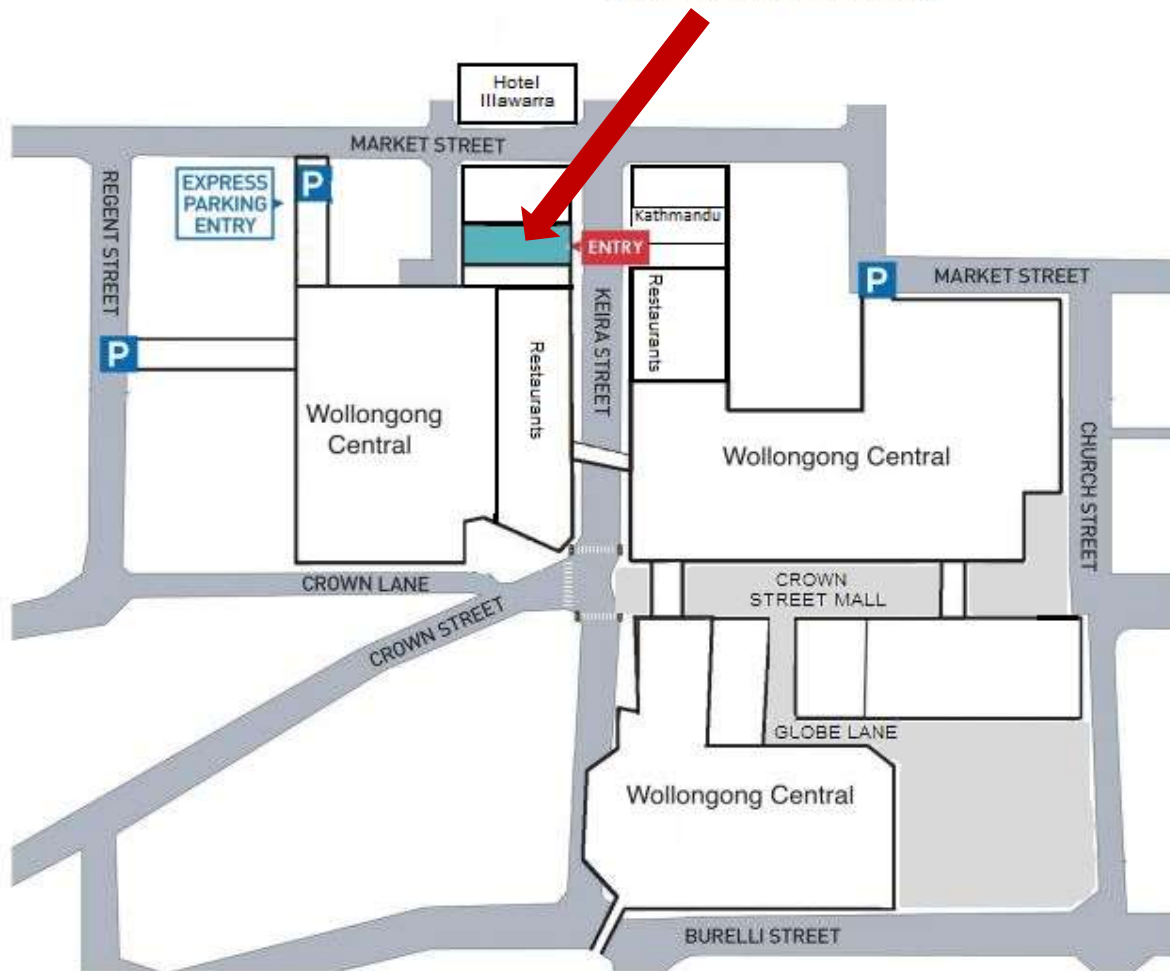 Hotel
Illawarra
MARKET STREET
EXPRESS
PARKING
ENTRY
P
REGENT STREET
Kathmandu
ENTRY
P
MARKET STREET
Restaurants
KEIRA STREET
Restaurants
P
Wollongong
Central
Wollongong Central
CHURCH STREET
CROWN LANE
CROWN
STREET MALL
CROWN STREET
GLOBE LANE
Wollongong Central
BURELLI STREET